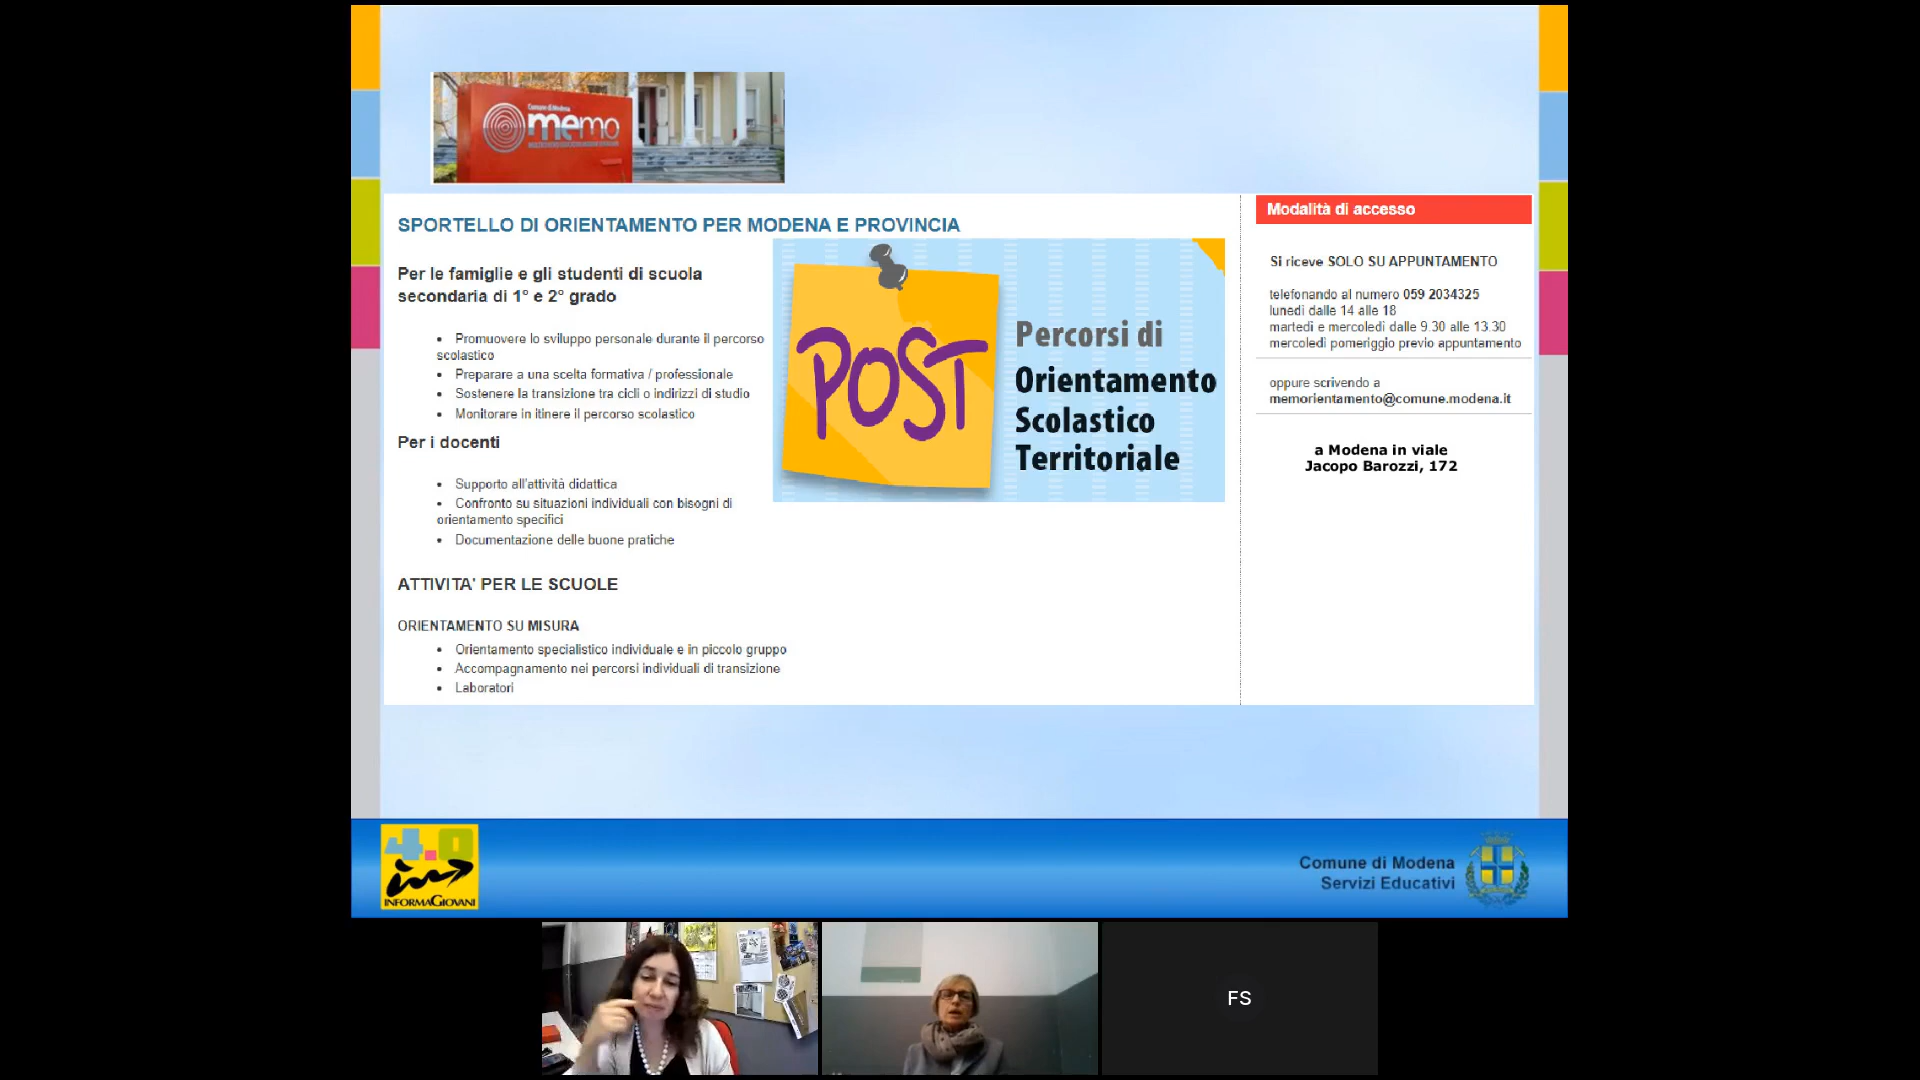 Comune di Modena
memo
SPORTELLO DI ORIENTAMENTO PER MODENA E PROVINCIA
Per le famiglie e gli studenti di scuola
secondaria di 1° e 2° grado
• Promuovere lo sviluppo personale durante il percorso
scolastico
• Preparare a una scelta formativa / professionale
• Sostenere la transizione tra cicli o indirizzi di studio
• Monitorare in itinere il percorso scolastico
Per i docenti
• Supporto all'attività didattica
• Confronto su situazioni individuali con bisogni di
orientamento specifici
• Documentazione delle buone pratiche
ATTIVITA' PER LE SCUOLE
ORIENTAMENTO SU MISURA
• Orientamento specialistico individuale e in piccolo gruppo
• Accompagnamento nei percorsi individuali di transizione
• Laboratori
POST
Percorsi di
Orientamento
Scolastico
Territoriale
Modalità di accesso
Si riceve SOLO SU APPUNTAMENTO
telefonando al numero 059 2034325
lunedì dalle 14 alle 18
martedì e mercoledì dalle 9.30 alle 13.30
mercoledì pomeriggio previo appuntamento
oppure scrivendo a
memorientamento@comune.modena.it
a Modena in viale
Jacopo Barozzi, 172
4.0
INFORMAGIOVANI
Comune di Modena
Servizi Educativi
FS